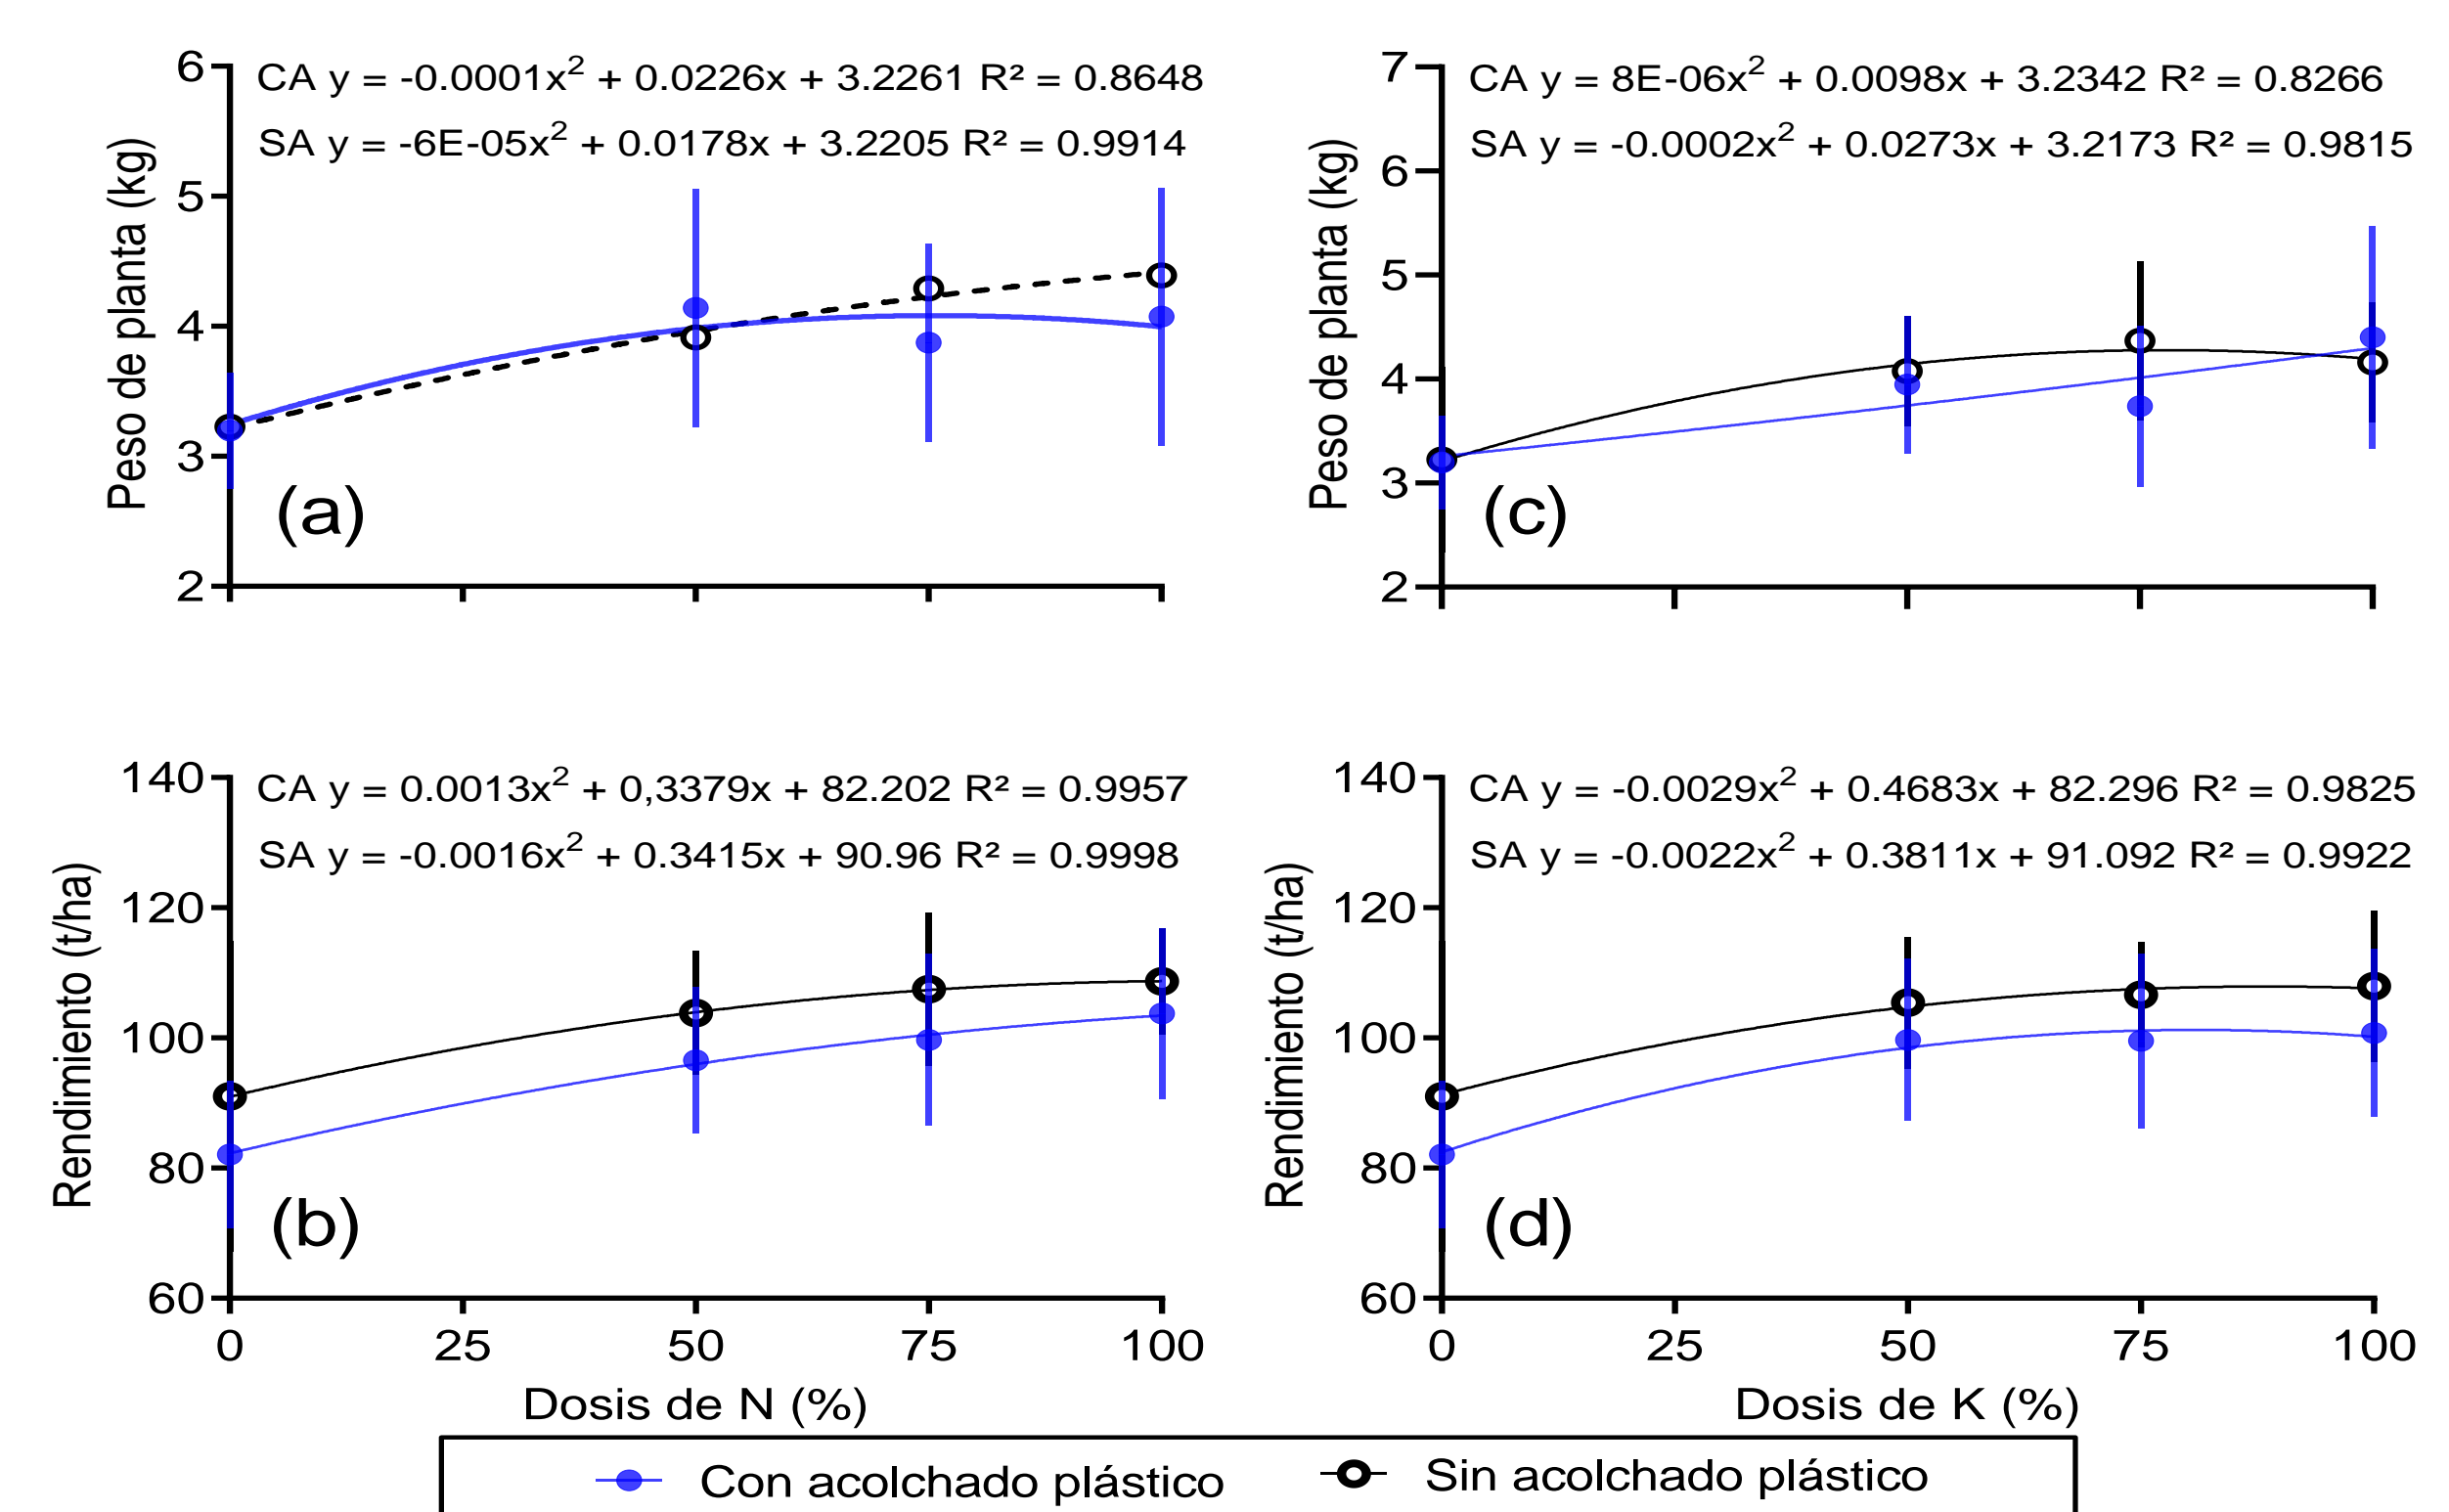 CA y = -0.0001x² + 0.0226x + 3.2261 R² = 0.8648
SA y = -6E-05x² + 0.0178x + 3.2205 R² = 0.9914
Peso de planta (kg)
6
5
4
3
2
(a)
CA y = 8E-06x² + 0.0098x + 3.2342 R² = 0.8266
SA y = -0.0002x² + 0.0273x + 3.2173 R² = 0.9815
Peso de planta (kg)
7
6
5
4
3
2
(c)
CA y = 0.0013x² + 0,3379x + 82.202 R² = 0.9957
SA y = -0.0016x² + 0.3415x + 90.96 R² = 0.9998
Rendimiento (t/ha)
140
120
100
80
60
(b)
0 25 50 75 100
Dosis de N (%)
CA y = -0.0029x² + 0.4683x + 82.296 R² = 0.9825
SA y = -0.0022x² + 0.3811x + 91.092 R² = 0.9922
Rendimiento (t/ha)
140
120
100
80
60
(d)
0 25 50 75 100
Dosis de K (%)
Con acolchado plástico
Sin acolchado plástico